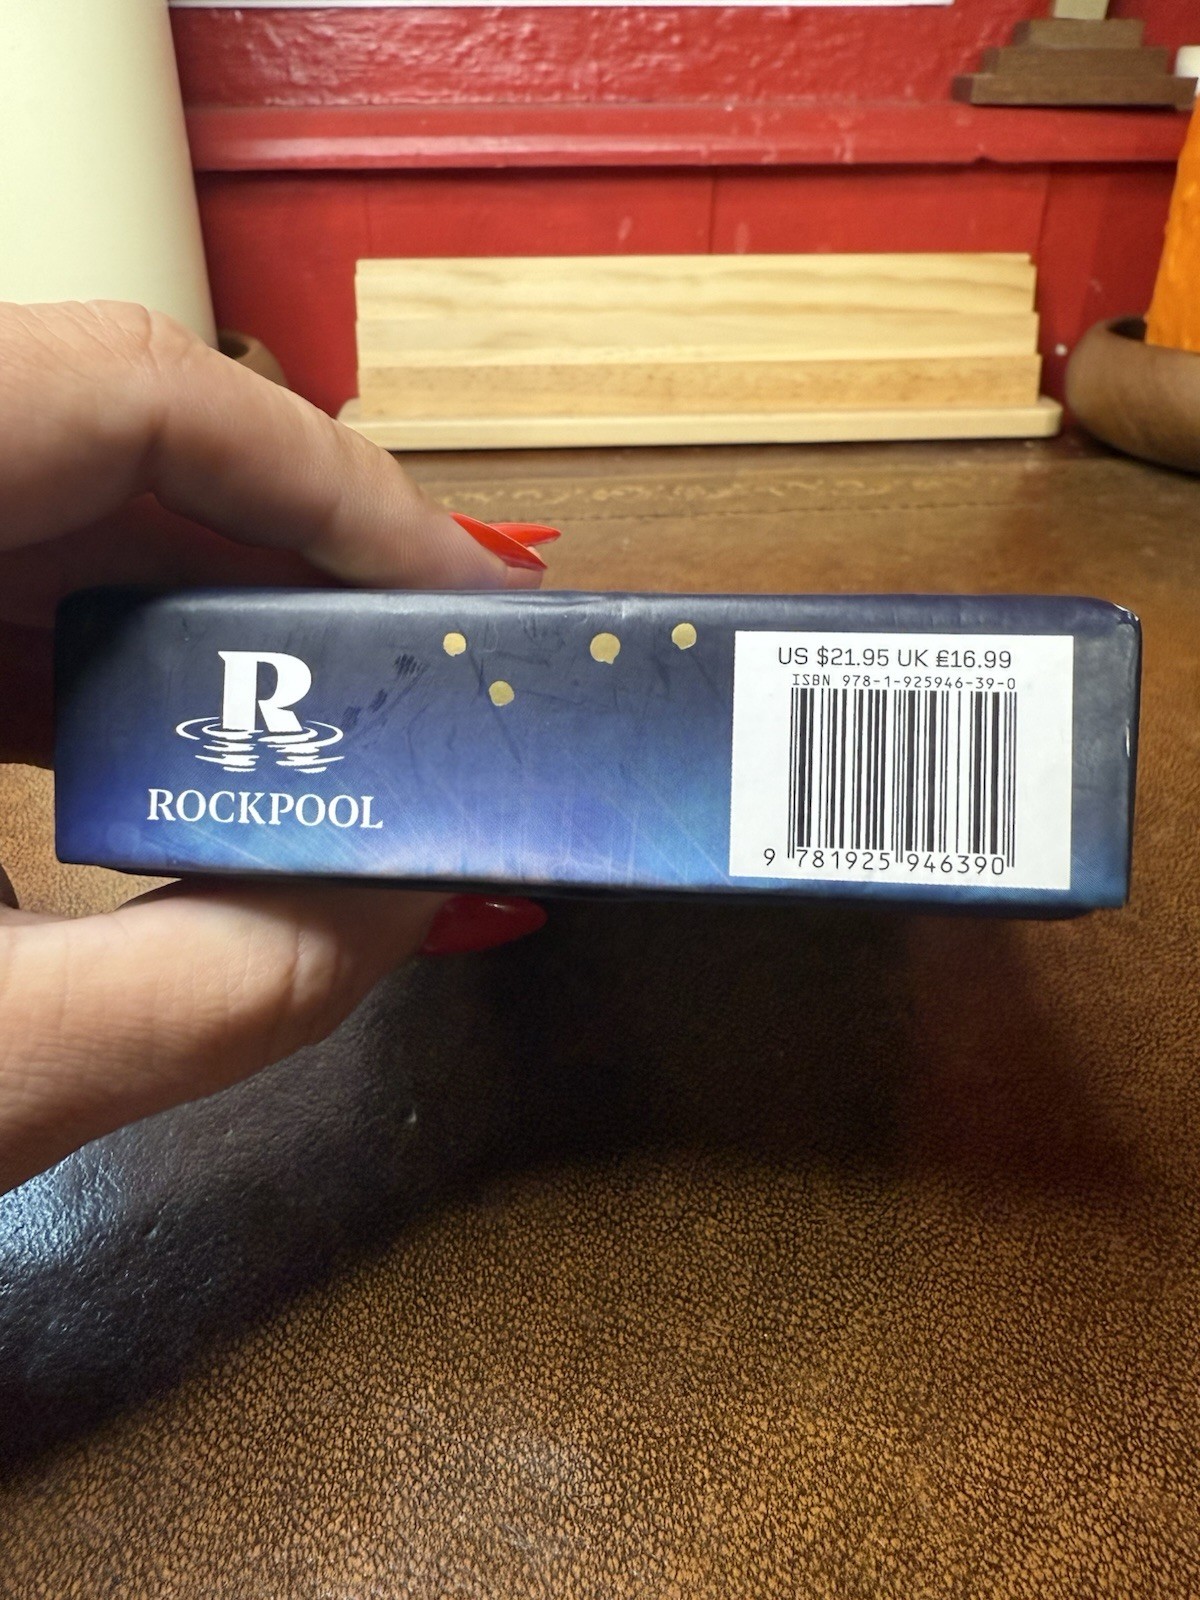 R
ROCKPOOL
US $21.95 UK £16.99
ISBN 978-1-925946-39-0
9 781925 946390